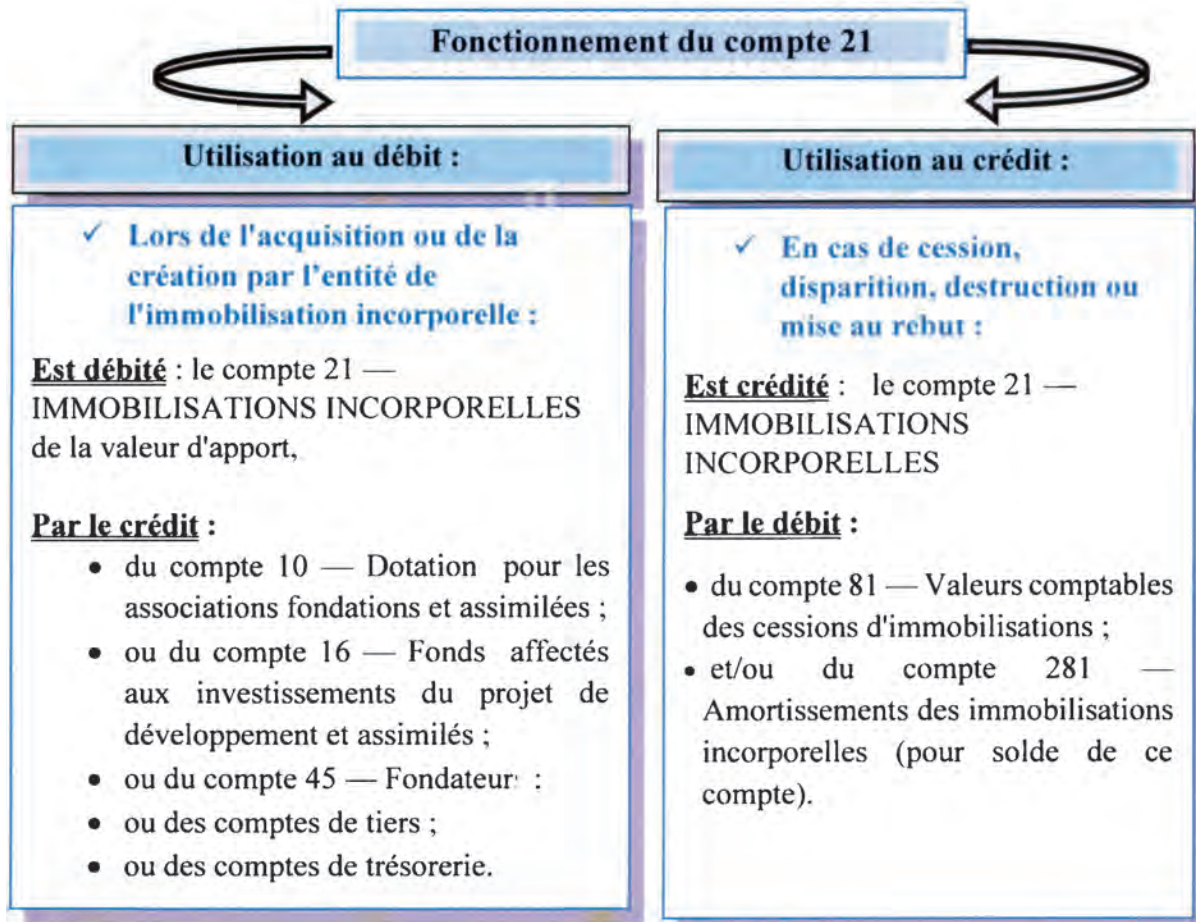 Fonctionnement du compte 21
Utilisation au débit :
✓ Lors de l'acquisition ou de la
création par l'entité de
l'immobilisation incorporelle :
Est débité : le compte 21 —
IMMOBILISATIONS INCORPORELLES
de la valeur d'apport,
Par le crédit :
• du compte 10 — Dotation pour les
associations fondations et assimilées ;
• ou du compte 16 — Fonds affectés
aux investissements du projet de
développement et assimilés ;
• ou du compte 45 — Fondateur :
• ou des comptes de tiers ;
• ou des comptes de trésorerie.
Utilisation au crédit :
✓ En cas de cession,
disparition, destruction ou
mise au rebut :
Est crédité : le compte 21 —
IMMOBILISATIONS
INCORPORELLES
Par le débit :
• du compte 81 — Valeurs comptables
des cessions d'immobilisations ;
• et/ou du compte 281 —
Amortissements des immobilisations
incorporelles (pour solde de ce
compte).